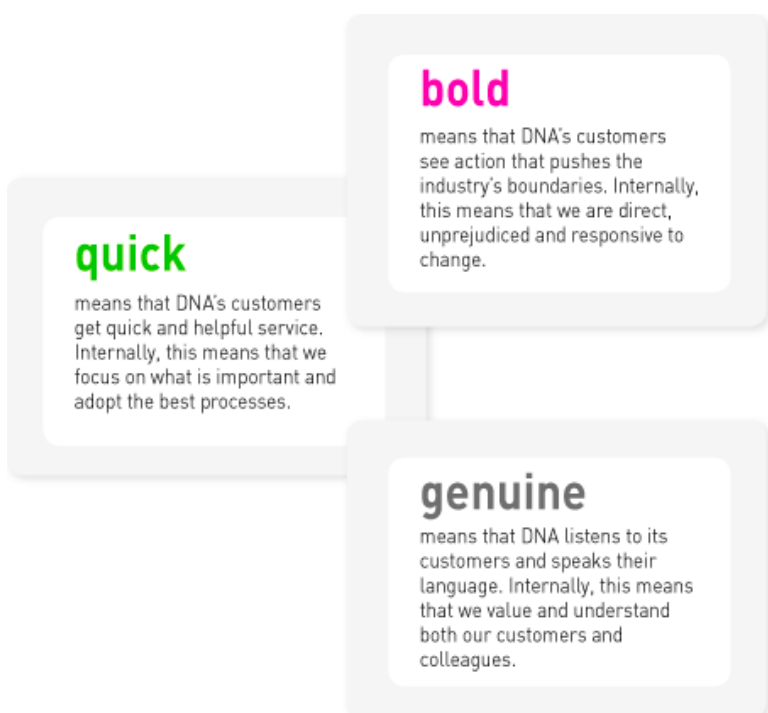 bold
means that DNA's customers
see action that pushes the
industry's boundaries. Internally,
this means that we are direct,
unprejudiced and responsive to
change.
quick
means that DNA's customers
get quick and helpful service.
Internally, this means that we
focus on what is important and
adopt the best processes.
genuine
means that DNA listens to its
customers and speaks their
language. Internally, this means
that we value and understand
both our customers and
colleagues.